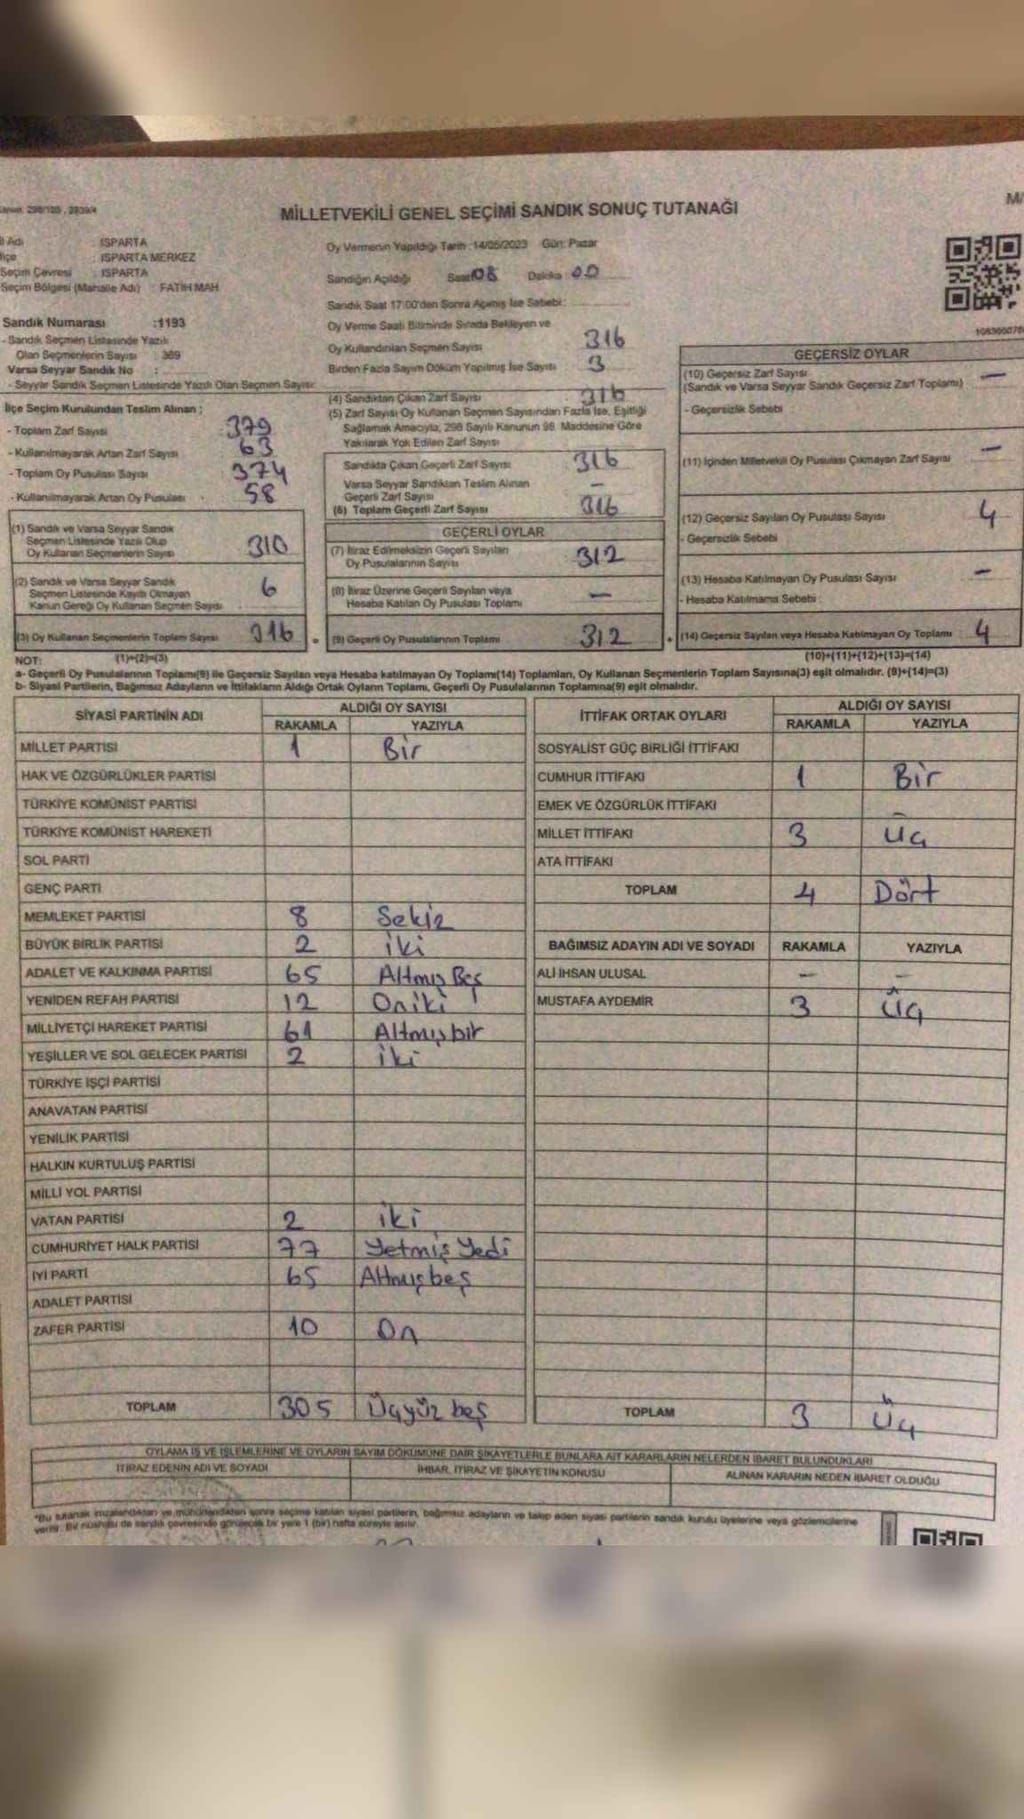 MİLLETVEKİLİ GENEL SEÇİMİ SANDIK SONUÇ TUTANAĞI
İl Adı : ISPARTA
İlçe : ISPARTA MERKEZ
Seçim Çevresi : ISPARTA
Seçim Bölgesi (Mahalle Adı) : FATİH MAH
Sandık Numarası :1193
- Sandık Seçmen Listesinde Yazılı
Olan Seçmenlerin Sayısı : 369
Varsa Seyyar Sandık No :
- Seyyar Sandık Seçmen Listesinde Yazılı Olan Seçmen Sayısı:
İlçe Seçim Kurulundan Teslim Alınan ;
- Toplam Zarf Sayısı 379
- Kullanılmayarak Artan Zarf Sayısı 63
- Toplam Oy Pusulası Sayısı 374
- Kullanılmayarak Artan Oy Pusulası 58
(1) Sandık ve Varsa Seyyar Sandık
Seçmen Listesinde Yazılı Olup
Oy Kullanan Seçmenlerin Sayısı 310
(2) Sandık ve Varsa Seyyar Sandık
Seçmen Listesinde Kayıtlı Olmayan
Kanun Gereği Oy Kullanan Seçmen Sayısı 6
(3) Oy Kullanan Seçmenlerin Toplam Sayısı 316
Oy Vermenin Yapıldığı Tarih :14/05/2023 Gün: Pazar
Sandığın Açıldığı Saat 08 Dakika 00
Sandık Saat 17:00'den Sonra Açılmış İse Sebebi :
Oy Verme Saati Bitiminde Sırada Bekleyen ve
Oy Kullandırılan Seçmen Sayısı 316
Birden Fazla Sayım Döküm Yapılmış İse Sayısı 3
(4) Sandıktan Çıkan Zarf Sayısı 316
(5) Zarf Sayısı Oy Kullanan Seçmen Sayısından Fazla İse, Eşitliği
Sağlamak Amacıyla, 298 Sayılı Kanunun 98. Maddesine Göre
Yakılarak Yok Edilen Zarf Sayısı
Sandıkta Çıkan Geçerli Zarf Sayısı 316
Varsa Seyyar Sandıktan Teslim Alınan
Geçerli Zarf Sayısı –
(6) Toplam Geçerli Zarf Sayısı 316
GEÇERLİ OYLAR
(7) İtiraz Edilmeksizin Geçerli Sayılan
Oy Pusulalarının Sayısı 312
(8) İtiraz Üzerine Geçerli Sayılan veya
Hesaba Katılan Oy Pusulası Toplamı –
(9) Geçerli Oy Pusulalarının Toplamı 312
GEÇERSİZ OYLAR
(10) Geçersiz Zarf Sayısı –
(Sandık ve Varsa Seyyar Sandık Geçersiz Zarf Toplamı)
- Geçersizlik Sebebi
(11) İçinden Milletvekili Oy Pusulası Çıkmayan Zarf Sayısı –
(12) Geçersiz Sayılan Oy Pusulası Sayısı 4
- Geçersizlik Sebebi
(13) Hesaba Katılmayan Oy Pusulası Sayısı –
- Hesaba Katılmama Sebebi :
(14) Geçersiz Sayılan veya Hesaba Katılmayan Oy Toplamı 4
NOT: (1)+(2)=(3) (10)+(11)+(12)+(13)=(14)
a- Geçerli Oy Pusulalarının Toplamı(9) ile Geçersiz Sayılan veya Hesaba katılmayan Oy Toplamı(14) Toplamları, Oy Kullanan Seçmenlerin Toplam Sayısına(3) eşit olmalıdır. (9)+(14)=(3)
b- Siyasi Partilerin, Bağımsız Adayların ve İttifakların Aldığı Ortak Oyların Toplamı, Geçerli Oy Pusulalarının Toplamına(9) eşit olmalıdır.
SİYASİ PARTİNİN ADI ALDIĞI OY SAYISI
RAKAMLA YAZIYLA
MİLLET PARTİSİ 1 Bir
HAK VE ÖZGÜRLÜKLER PARTİSİ
TÜRKİYE KOMÜNİST PARTİSİ
TÜRKİYE KOMÜNİST HAREKETİ
SOL PARTİ
GENÇ PARTİ
MEMLEKET PARTİSİ 8 Sekiz
BÜYÜK BİRLİK PARTİSİ 2 iki
ADALET VE KALKINMA PARTİSİ 65 Altmış Beş
YENİDEN REFAH PARTİSİ 12 Oniki
MİLLİYETÇİ HAREKET PARTİSİ 61 Altmışbir
YEŞİLLER VE SOL GELECEK PARTİSİ 2 iki
TÜRKİYE İŞÇİ PARTİSİ
ANAVATAN PARTİSİ
YENİLİK PARTİSİ
HALKIN KURTULUŞ PARTİSİ
MİLLİ YOL PARTİSİ
VATAN PARTİSİ 2 iki
CUMHURİYET HALK PARTİSİ 77 Yetmiş Yedi
İYİ PARTİ 65 Altmışbeş
ADALET PARTİSİ
ZAFER PARTİSİ 10 On
TOPLAM 305 Üçyüz beş
İTTİFAK ORTAK OYLARI ALDIĞI OY SAYISI
RAKAMLA YAZIYLA
SOSYALİST GÜÇ BİRLİĞİ İTTİFAKI
CUMHUR İTTİFAKI 1 Bir
EMEK VE ÖZGÜRLÜK İTTİFAKI
MİLLET İTTİFAKI 3 Üç
ATA İTTİFAKI
TOPLAM 4 Dört
BAĞIMSIZ ADAYIN ADI VE SOYADI RAKAMLA YAZIYLA
ALİ İHSAN ULUSAL – –
MUSTAFA AYDEMİR 3 Üç
TOPLAM 3 Üç
OYLAMA İŞ VE İŞLEMLERİNE VE OYLARIN SAYIM DÖKÜMÜNE DAİR ŞİKAYETLERLE BUNLARA AİT KARARLARIN NELERDEN İBARET BULUNDUKLARI
İTİRAZ EDENİN ADI VE SOYADI İHBAR, İTİRAZ VE ŞİKAYETİN KONUSU ALINAN KARARIN NEDEN İBARET OLDUĞU
*Bu tutanak imzalandıktan ve mühürlendikten sonra seçime katılan siyasi partilerin, bağımsız adayların ve talep eden siyasi partilerin sandık kurulu üyelerine veya gözlemcilerine
verilir. Bir nüshası da sandık çevresinde görülecek bir yere 1 (bir) hafta süreyle asılır.